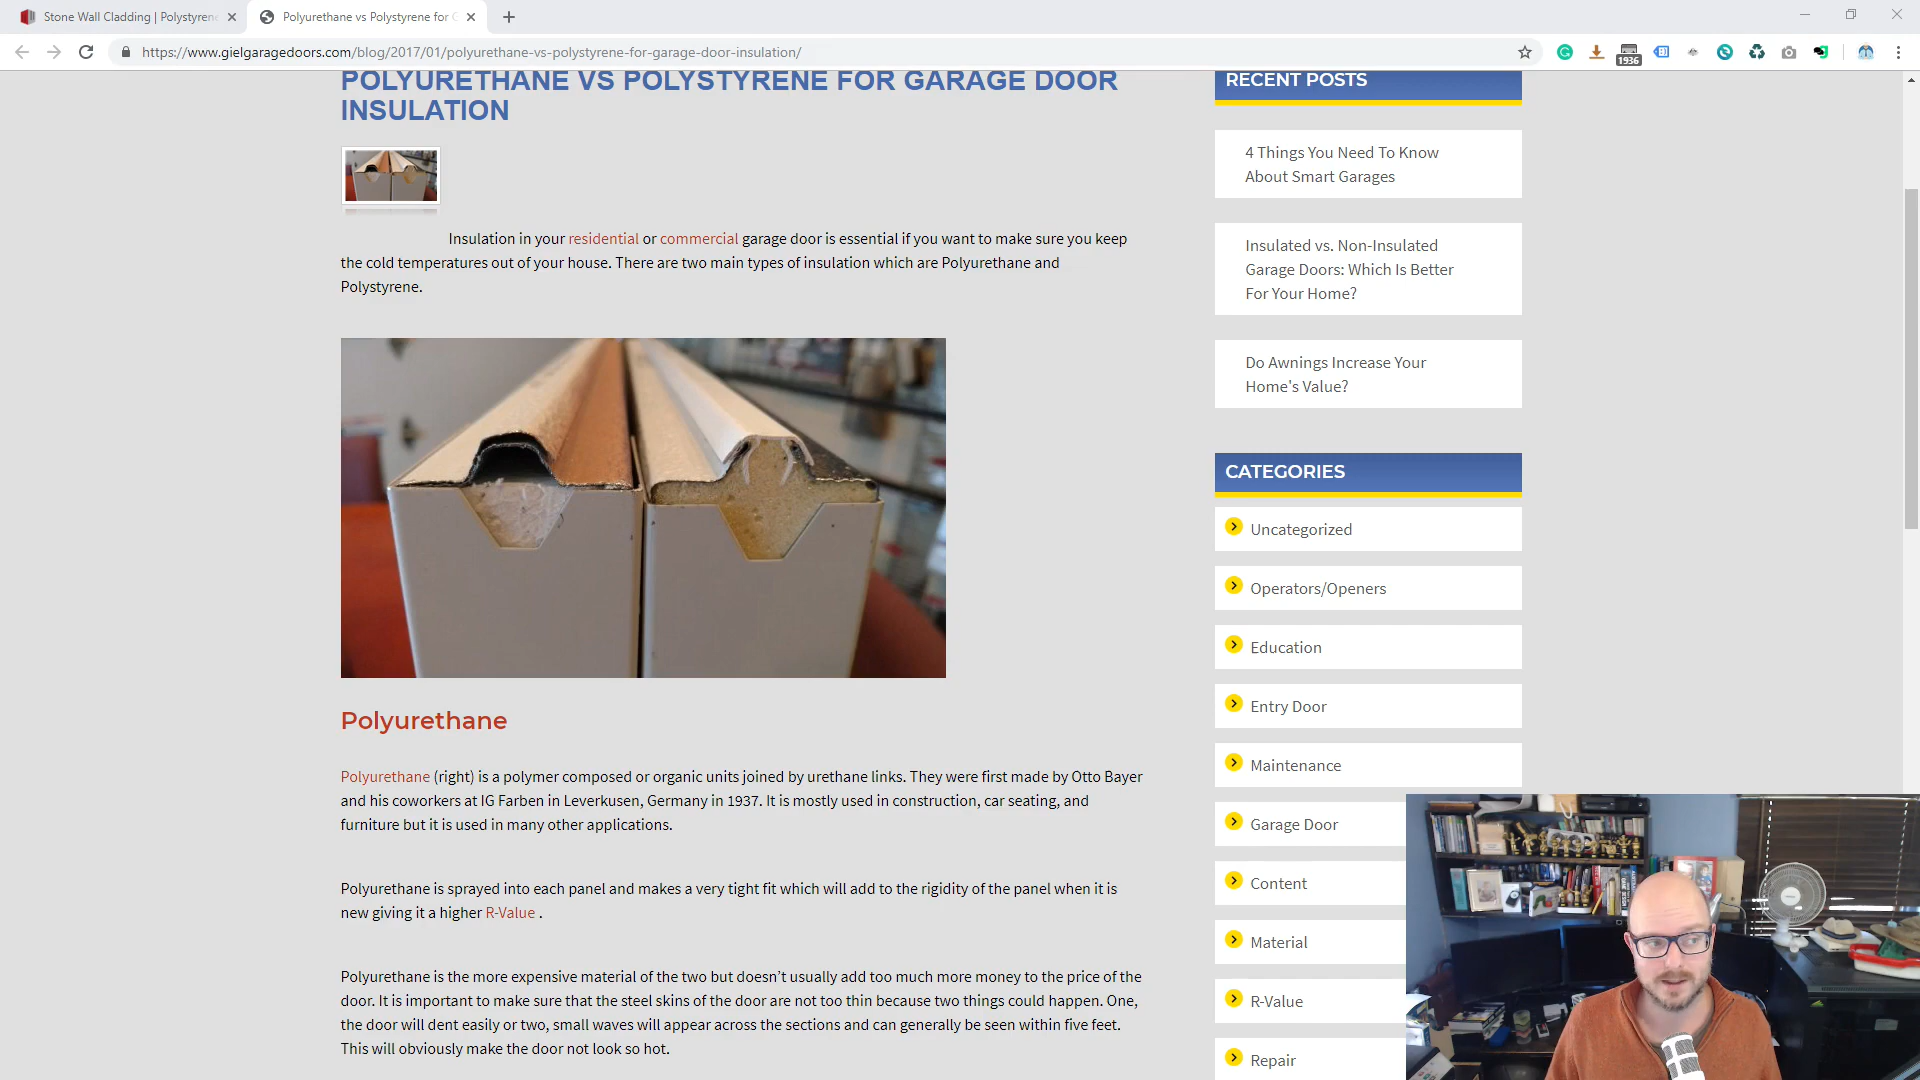 Stone Wall Cladding | Polystyren
Polyurethane vs Polystyrene for G
https://www.gielgaragedoors.com/blog/2017/01/polyurethane-vs-polystyrene-for-garage-door-insulation/
1936
POLYURETHANE VS POLYSTYRENE FOR GARAGE DOOR
INSULATION
Insulation in your residential or commercial garage door is essential if you want to make sure you keep
the cold temperatures out of your house. There are two main types of insulation which are Polyurethane and
Polystyrene.
Polyurethane
Polyurethane (right) is a polymer composed or organic units joined by urethane links. They were first made by Otto Bayer
and his coworkers at IG Farben in Leverkusen, Germany in 1937. It is mostly used in construction, car seating, and
furniture but it is used in many other applications.
Polyurethane is sprayed into each panel and makes a very tight fit which will add to the rigidity of the panel when it is
new giving it a higher R-Value .
Polyurethane is the more expensive material of the two but doesn’t usually add too much more money to the price of the
door. It is important to make sure that the steel skins of the door are not too thin because two things could happen. One,
the door will dent easily or two, small waves will appear across the sections and can generally be seen within five feet.
This will obviously make the door not look so hot.
RECENT POSTS
4 Things You Need To Know
About Smart Garages
Insulated vs. Non-Insulated
Garage Doors: Which Is Better
For Your Home?
Do Awnings Increase Your
Home's Value?
CATEGORIES
Uncategorized
Operators/Openers
Education
Entry Door
Maintenance
Garage Door
Content
Material
R-Value
Repair